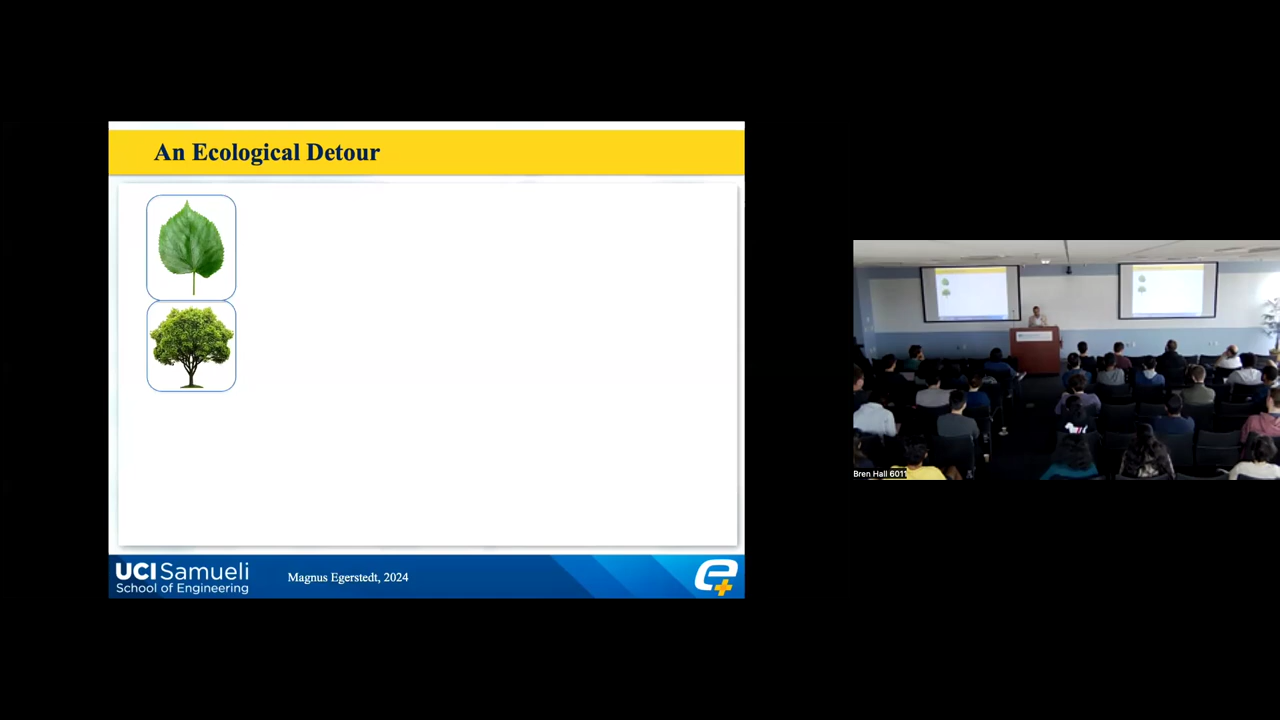 An Ecological Detour
UCI Samueli
School of Engineering
Magnus Egerstedt, 2024
Bren Hall 6011